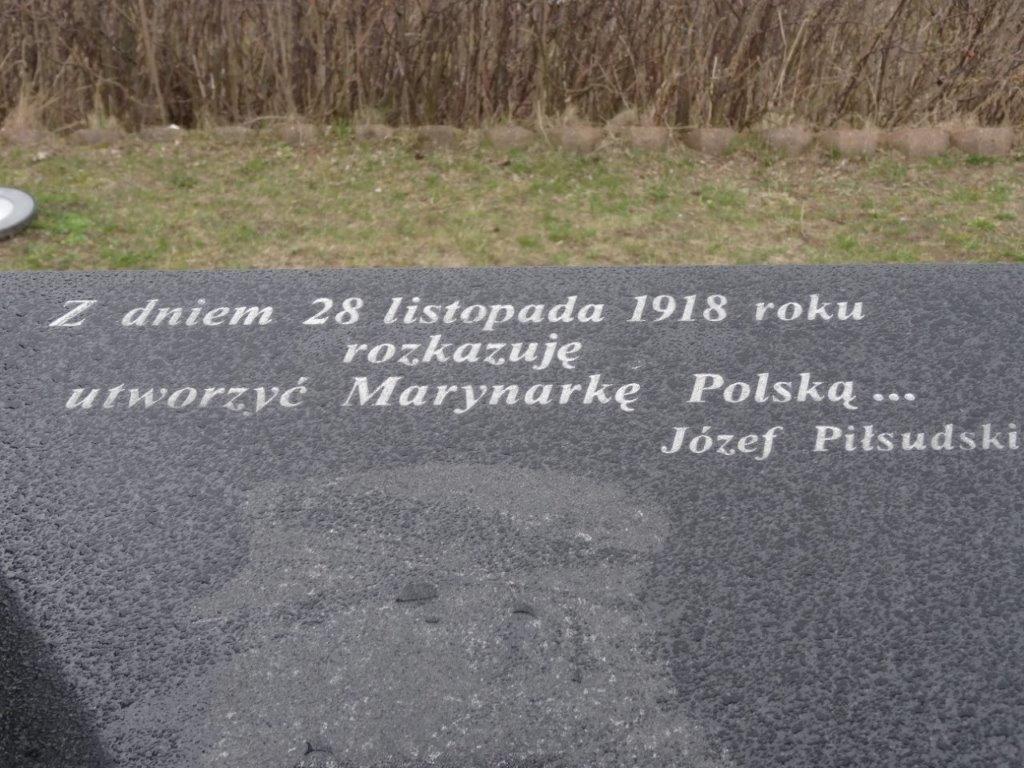 Z dniem 28 listopada 1918 roku
rozkazuję
utworzyć Marynarkę Polską...
Józef Piłsudski